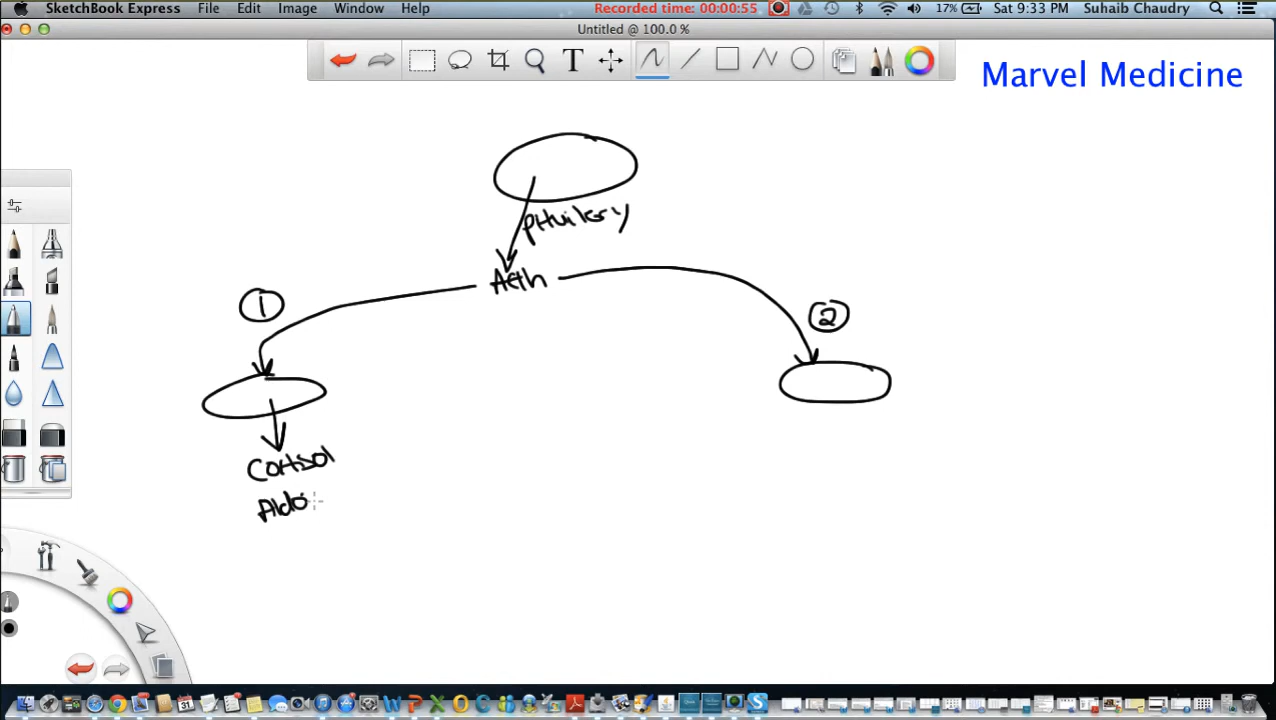 SketchBook Express File Edit Image Window Help Recorded time: 00:00:55 17% Sat 9:33 PM Suhaib Chaudry
Untitled @ 100.0 %
T
Marvel Medicine
pituitary
Acth
1
2
Cortisol
Aldo